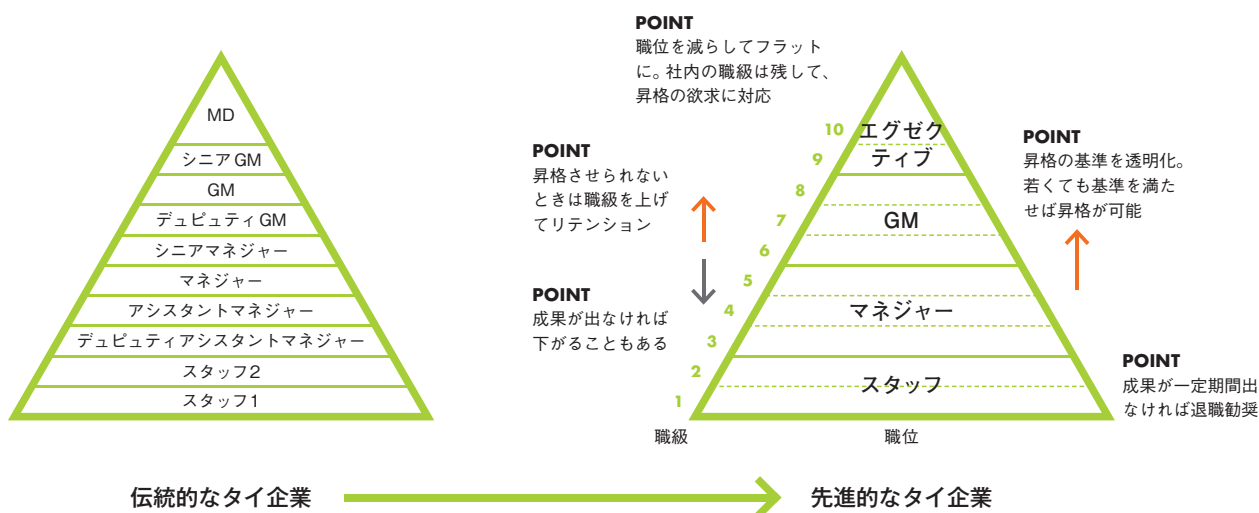 MD
シニアGM
GM
デュピュティGM
シニアマネジャー
マネジャー
アシスタントマネジャー
デュピュティアシスタントマネジャー
スタッフ2
スタッフ1
伝統的なタイ企業
POINT
職位を減らしてフラット
に。社内の職級は残して、
昇格の欲求に対応
POINT
昇格させられない
ときは職級を上げ
てリテンション
POINT
成果が出なければ
下がることもある
10
9
8
7
6
5
4
3
2
1
職級
エグゼク
ティブ
GM
マネジャー
スタッフ
職位
POINT
昇格の基準を透明化。
若くても基準を満た
せば昇格が可能
POINT
成果が一定期間出
なければ退職勧奨
先進的なタイ企業